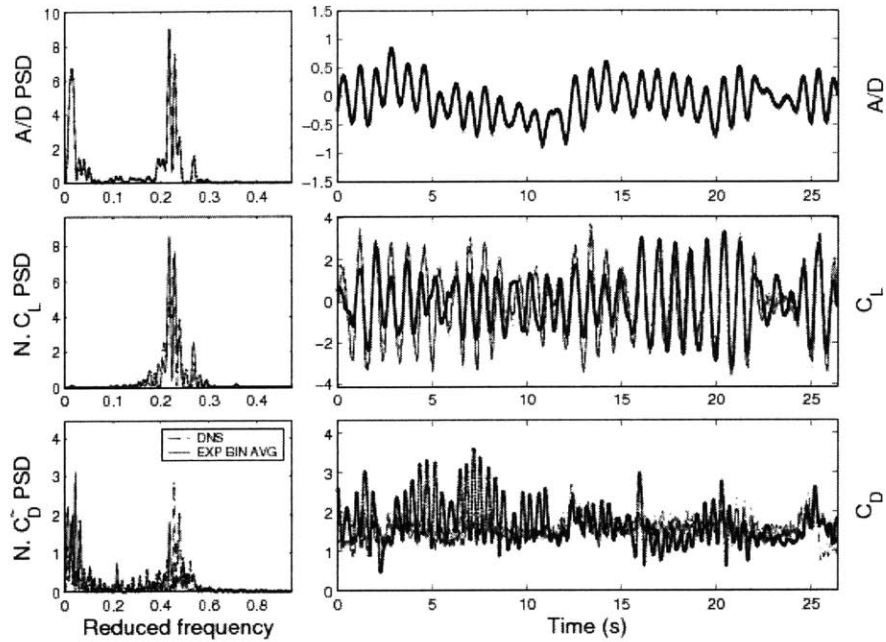 10
8
6
4
2
0
A/D PSD
0 0.1 0.2 0.3 0.4
1.5
1
0.5
0
-0.5
-1
-1.5
0 5 10 15 20 25
A/D
8
6
4
2
0
N. C_L PSD
0 0.1 0.2 0.3 0.4
4
2
0
-2
-4
0 5 10 15 20 25
C_L
4
3
2
1
0
N. C_D~ PSD
DNS
EXP BIN AVG
0 0.2 0.4 0.6 0.8
Reduced frequency
4
3
2
1
0
0 5 10 15 20 25
Time (s)
C_D